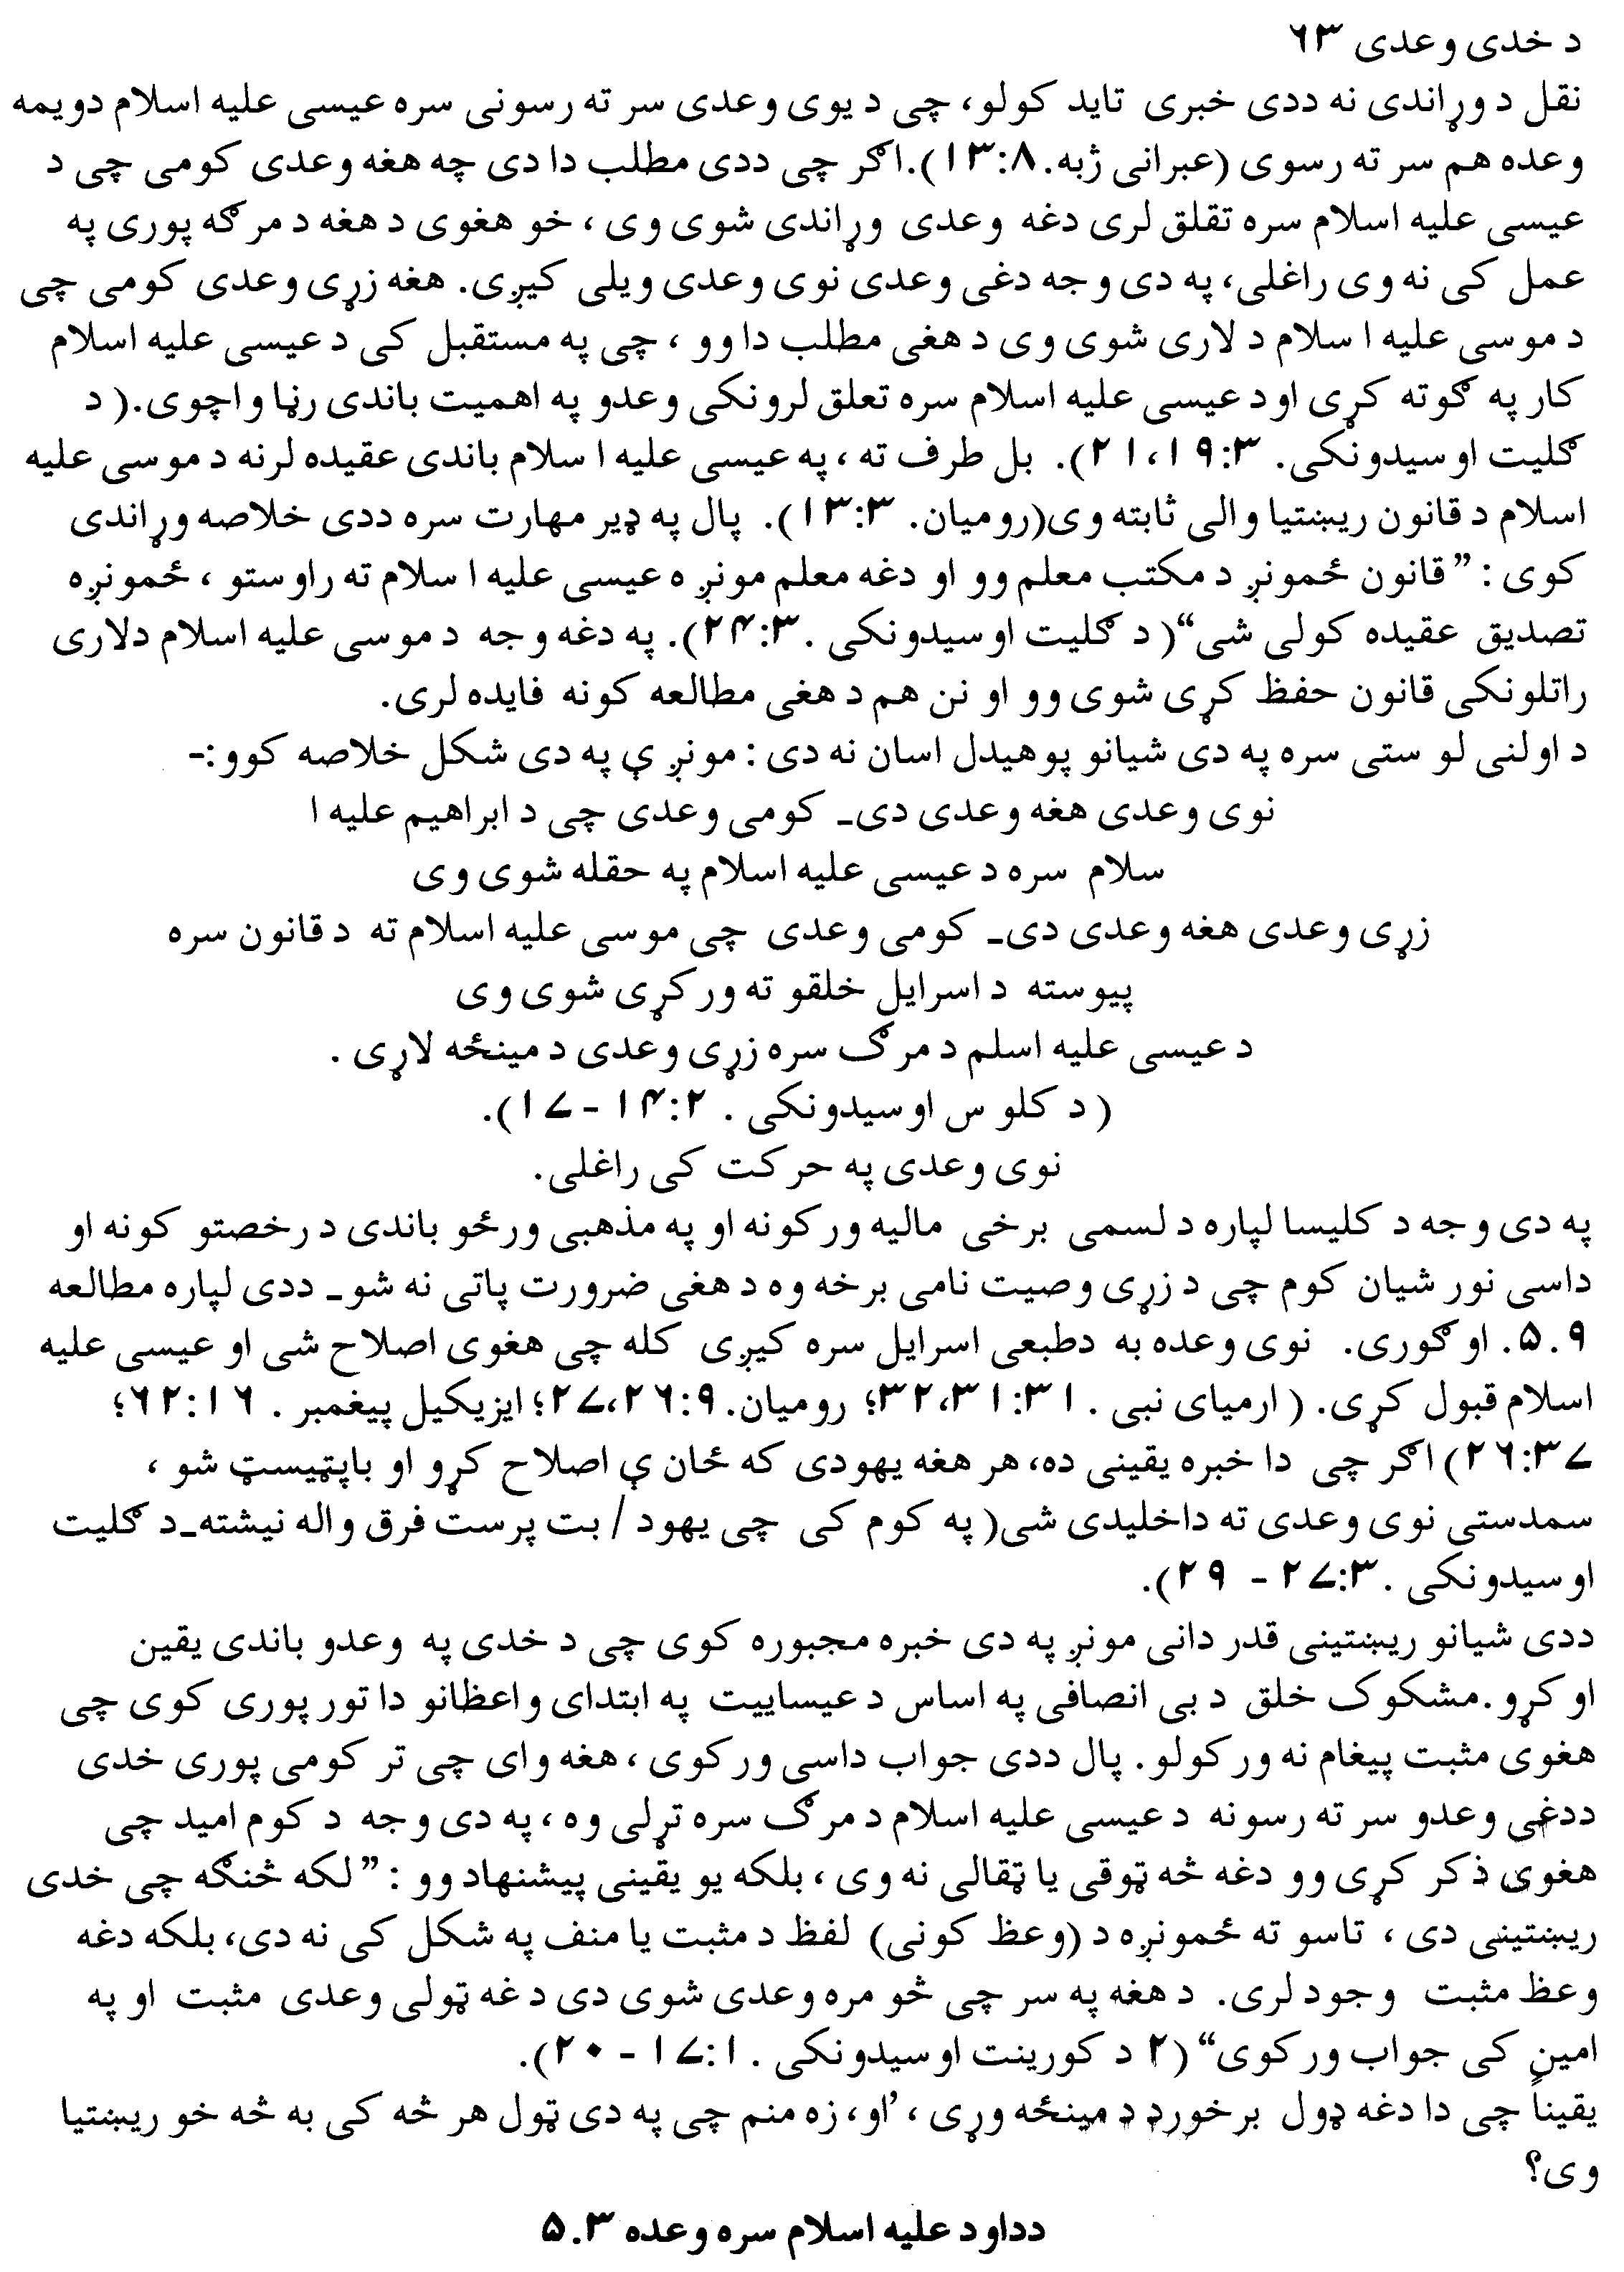 د خدی وعدی ۶۳
نقل د وړاندی نه ددی خبری تاید کولو، چی د یوی وعدی سر ته رسونی سره عیسی علیه اسلام دویمه
وعده هم سر ته رسوی (عبرانی ژبه. ۱۳:۸).اګر چی ددی مطلب دا دی چه هغه وعدی کومی چی د
عیسی علیه اسلام سره تقلق لری دغه وعدی وړاندی شوی وی ، خو هغوی د هغه د مرګه پوری په
عمل کی نه وی راغلی، په دی وجه دغی وعدی نوی وعدی ویلی کیږی. هغه زړی وعدی کومی چی
د موسی علیه ا سلام د لاری شوی وی د هغی مطلب دا وو ، چی په مستقبل کی د عیسی علیه اسلام
کار په ګوته کړی او د عیسی علیه اسلام سره تعلق لرونکی وعدو په اهمیت باندی رڼا واچوی.( د
ګلیت اوسیدونکی. ۱۹:۳، ۲۱). بل طرف ته ، په عیسی علیه ا سلام باندی عقیده لرنه د موسی علیه
اسلام د قانون ریښتیا والی ثابته وی(رومیان. ۱۳:۳). پال په ډیر مهارت سره ددی خلاصه وړاندی
کوی : ”قانون ځمونږ د مکتب معلم وو او دغه معلم مونږ ه عیسی علیه ا سلام ته راوستو ، ځمونږه
تصدیق عقیده کولی شی“( د ګلیت اوسیدونکی .۲۴:۳). په دغه وجه د موسی علیه اسلام دلاری
راتلونکی قانون حفظ کړی شوی وو او نن هم د هغی مطالعه کونه فایده لری.
د اولنی لو ستی سره په دی شیانو پوهیدل اسان نه دی : مونږ ې په دی شکل خلاصه کوو:-
نوی وعدی هغه وعدی دی۔ کومی وعدی چی د ابراهیم علیه ا
سلام سره د عیسی علیه اسلام په حقله شوی وی
زړی وعدی هغه وعدی دی۔ کومی وعدی چی موسی علیه اسلام ته د قانون سره
پیوسته د اسرایل خلقو ته ورکړی شوی وی
د عیسی علیه اسلم د مرګ سره زړی وعدی د مینځه لاړی .
( د کلو س اوسیدونکی . ۱۴:۲ - ۱۷).
نوی وعدی په حرکت کی راغلی.
په دی وجه د کلیسا لپاره د لسمی برخی مالیه ورکونه او په مذهبی ورځو باندی د رخصتو کونه او
داسی نور شیان کوم چی د زړی وصیت نامی برخه وه د هغی ضرورت پاتی نه شو۔ ددی لپاره مطالعه
۵.۹. اوګوری. نوی وعده به دطبعی اسرایل سره کیږی کله چی هغوی اصلاح شی او عیسی علیه
اسلام قبول کړی. ( ارمیای نبی . ۳۱:۳۱،۳۲؛ رومیان.۲۶:۹،۲۷؛ ایزیکیل پیغمبر . ۶۲:۱۶؛
۲۶:۳۷) اګر چی دا خبره یقینی ده، هر هغه یهودی که ځان ې اصلاح کړو او باپټیسټ شو ،
سمدستی نوی وعدی ته داخلیدی شی( په کوم کی چی یهود / بت پرست فرق واله نیشته۔د ګلیت
اوسیدونکی .۲۷:۳ - ۲۹).
ددی شیانو ریښتینی قدر دانی مونږ په دی خبره مجبوره کوی چی د خدی په وعدو باندی یقین
اوکړو.مشکوک خلق د بی انصافی په اساس د عیساییت په ابتدای واعظانو دا تور پوری کوی چی
هغوی مثبت پیغام نه ورکولو. پال ددی جواب داسی ورکوی ، هغه وای چی تر کومی پوری خدی
ددغی وعدو سر ته رسونه د عیسی علیه اسلام د مرګ سره تړلی وه ، په دی وجه د کوم امید چی
هغوی ذکر کړی وو دغه څه ټوقی یا ټقالی نه وی ، بلکه یو یقینی پیشنهاد وو : ”لکه څنګه چی خدی
ریښتینی دی ، تاسو ته ځمونږه د (وعظ کونی) لفظ د مثبت یا منف په شکل کی نه دی، بلکه دغه
وعظ مثبت وجود لری. د هغه په سر چی څومره وعدی شوی دی دغه ټولی وعدی مثبت او په
امین کی جواب ورکوی“ (۲ د کورینت اوسیدونکی . ۱۷:۱ - ۲۰).
یقیناً چی دا دغه ډول برخورد د مینځه وړی ، ’او، زه منم چی په دی ټول هر څه کی به څه خو ریښتیا
وی؟
دداود علیه اسلام سره وعده ۵.۳